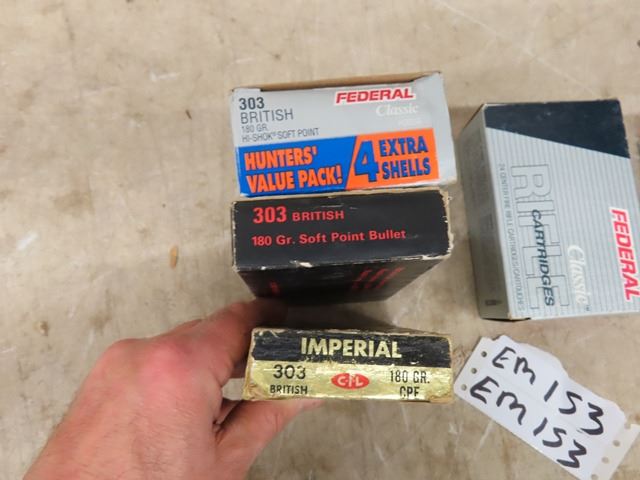 303
BRITISH
180 GR.
HI-SHOK® SOFT POINT
FEDERAL
Classic
HUNTERS'
VALUE PACK!
4 EXTRA
SHELLS
303 BRITISH
180 Gr. Soft Point Bullet
IMPERIAL
303
BRITISH
C-I-L
180 GR.
CPE
FEDERAL
Classic
RIFLE
CARTRIDGES
EM 153
EM 153